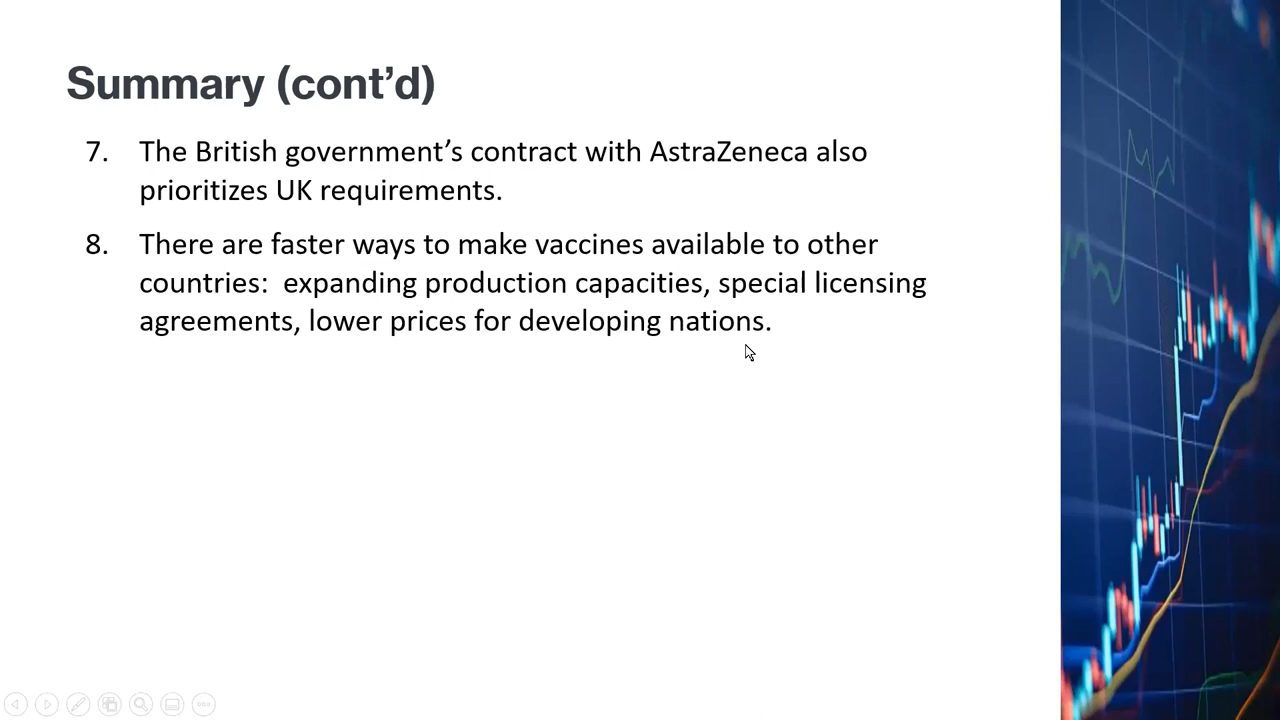 Summary (cont’d)
7. The British government’s contract with AstraZeneca also
prioritizes UK requirements.
8. There are faster ways to make vaccines available to other
countries:  expanding production capacities, special licensing
agreements, lower prices for developing nations.